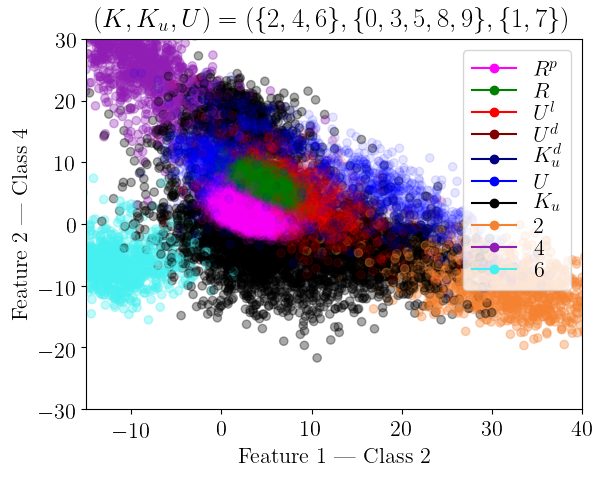 (K, K_u, U) = ({2, 4, 6}, {0, 3, 5, 8, 9}, {1, 7})
Feature 2 — Class 4
30
20
10
0
−10
−20
−30
R^p
R
U^l
U^d
K_u^d
U
K_u
2
4
6
−10
0
10
20
30
40
Feature 1 — Class 2